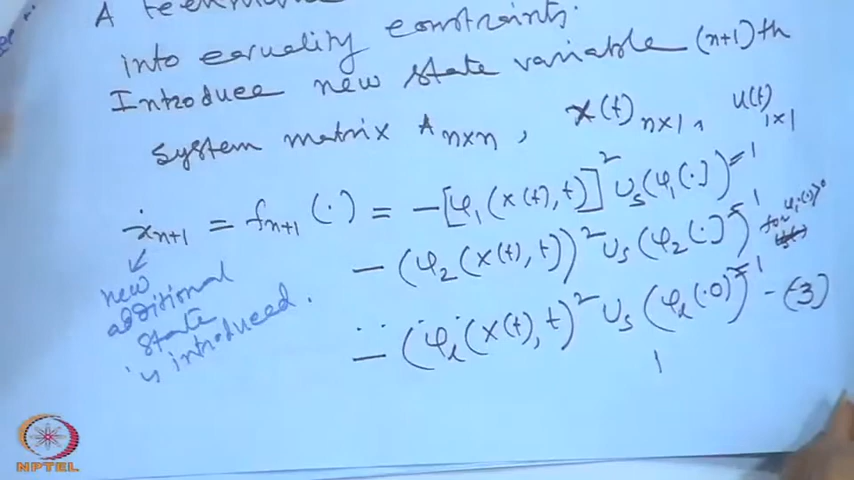 A
into equality constraints.
Introduce new state variable (n+1)th
system matrix A n×n, x(t) n×1, u(t) 1×1
ẋ n+1 = f n+1 (·) = -[φ1(x(t), t)]² Us(φ1(·)) = 1
- (φ2(x(t), t))² Us(φ2(·)) = 1 for φi(·)>0
new
additional
state
is introduced.
- (φl(x(t), t)² Us(φl(·)) = 1 - (3)
NPTEL